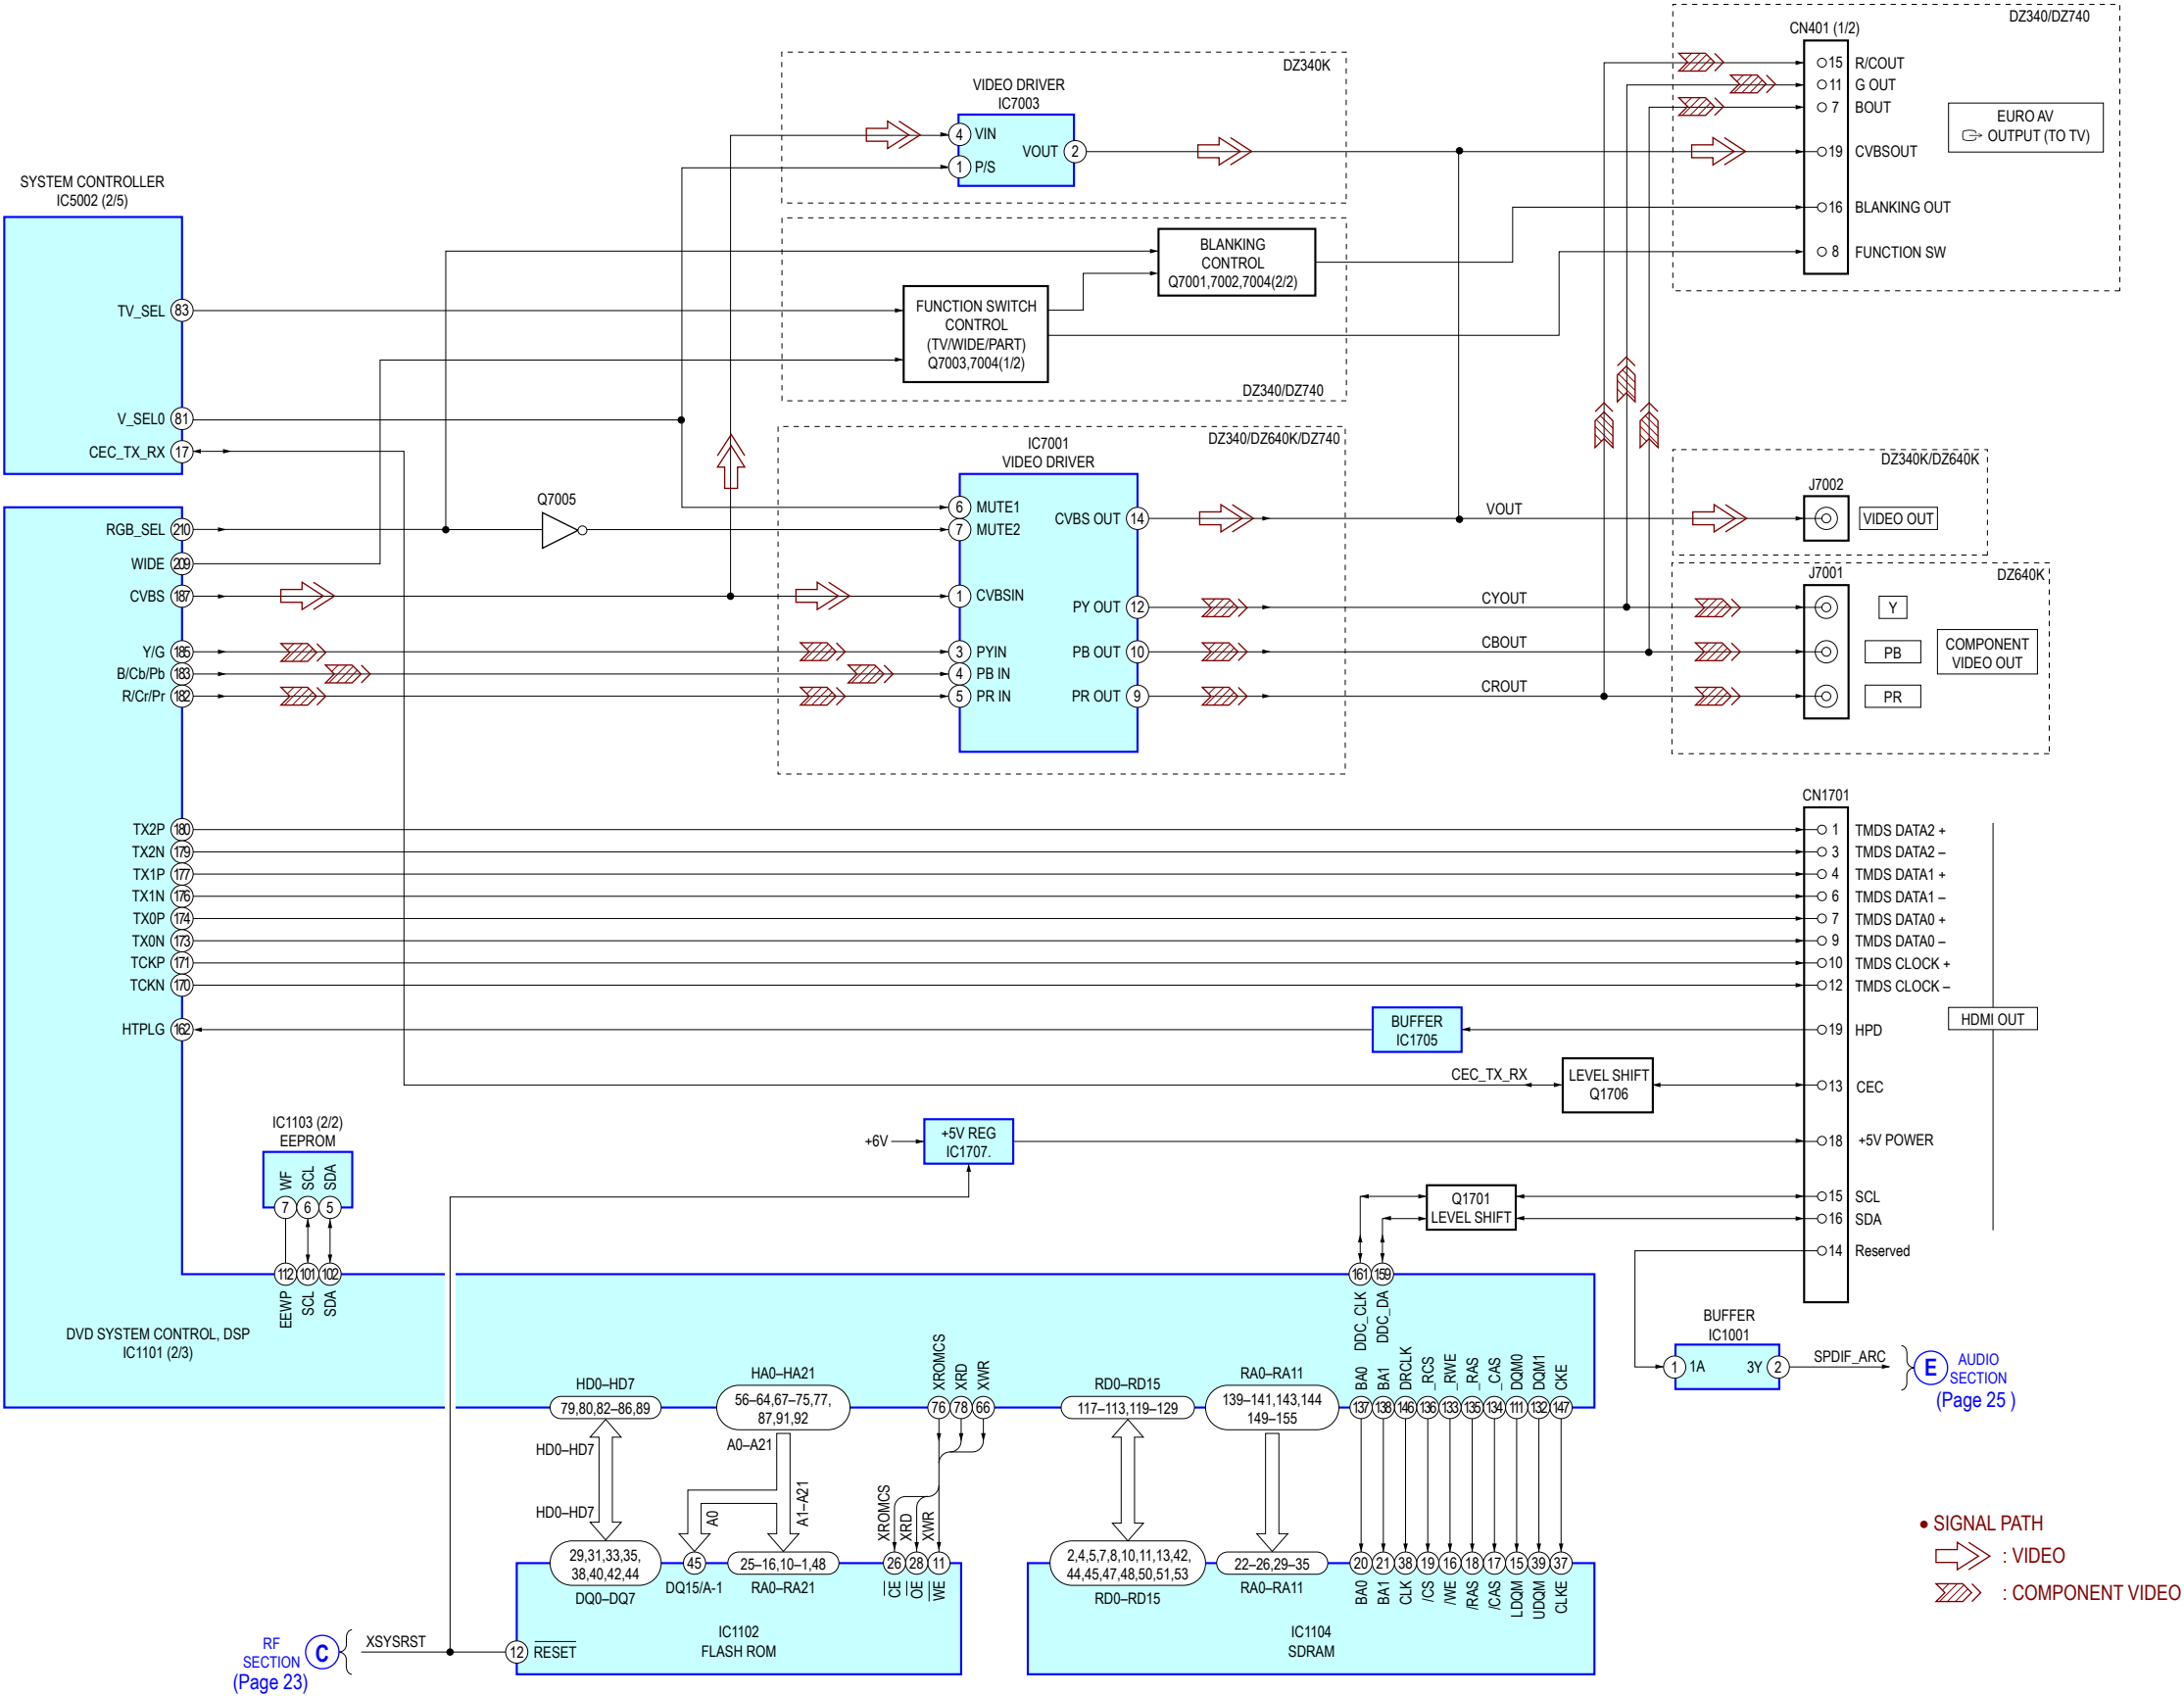 DZ340/DZ740
CN401 (1/2)
15 R/COUT
11 G OUT
7 BOUT
19 CVBSOUT
16 BLANKING OUT
8 FUNCTION SW
EURO AV
OUTPUT (TO TV)
DZ340K
VIDEO DRIVER
IC7003
4 VIN
1 P/S
VOUT 2
SYSTEM CONTROLLER
IC5002 (2/5)
TV_SEL 83
V_SEL0 81
CEC_TX_RX 17
BLANKING
CONTROL
Q7001,7002,7004(2/2)
FUNCTION SWITCH
CONTROL
(TV/WIDE/PART)
Q7003,7004(1/2)
DZ340/DZ740
DZ340/DZ640K/DZ740
IC7001
VIDEO DRIVER
6 MUTE1
7 MUTE2
1 CVBSIN
3 PYIN
4 PB IN
5 PR IN
CVBS OUT 14
PY OUT 12
PB OUT 10
PR OUT 9
Q7005
RGB_SEL 210
WIDE 209
CVBS 187
Y/G 185
B/Cb/Pb 183
R/Cr/Pr 182
VOUT
CYOUT
CBOUT
CROUT
DZ340K/DZ640K
J7002
VIDEO OUT
DZ640K
J7001
Y
PB
PR
COMPONENT
VIDEO OUT
TX2P 180
TX2N 179
TX1P 177
TX1N 176
TX0P 174
TX0N 173
TCKP 171
TCKN 170
HTPLG 162
CN1701
1 TMDS DATA2 +
3 TMDS DATA2 –
4 TMDS DATA1 +
6 TMDS DATA1 –
7 TMDS DATA0 +
9 TMDS DATA0 –
10 TMDS CLOCK +
12 TMDS CLOCK –
19 HPD
13 CEC
18 +5V POWER
15 SCL
16 SDA
14 Reserved
HDMI OUT
BUFFER
IC1705
CEC_TX_RX
LEVEL SHIFT
Q1706
+6V
+5V REG
IC1707.
Q1701
LEVEL SHIFT
IC1103 (2/2)
EEPROM
WF SCL SDA
7 6 5
112 101 102
EEWP SCL SDA
DVD SYSTEM CONTROL, DSP
IC1101 (2/3)
161 159
DDC_CLK DDC_DA
BUFFER
IC1001
1 1A
3Y 2
SPDIF_ARC
E
AUDIO
SECTION
(Page 25 )
HD0–HD7
79,80,82–86,89
HA0–HA21
56–64,67–75,77,
87,91,92
XROMCS XRD XWR
76 78 66
RD0–RD15
117–113,119–129
RA0–RA11
139–141,143,144
149–155
BA0 BA1 DRCLK _RCS _RWE _RAS _CAS DQM0 DQM1 CKE
137 138 146 136 133 135 134 111 132 147
HD0–HD7
HD0–HD7
A0–A21
A0
A1–A21
XROMCS
XRD
XWR
29,31,33,35,
38,40,42,44
DQ0–DQ7
45
DQ15/A-1
25–16,10–1,48
RA0–RA21
26 28 11
CE OE WE
IC1102
FLASH ROM
12 RESET
2,4,5,7,8,10,11,13,42,
44,45,47,48,50,51,53
RD0–RD15
22–26,29–35
RA0–RA11
20 21 38 19 16 18 17 15 39 37
BA0 BA1 CLK /CS /WE /RAS /CAS LDQM UDQM CLKE
IC1104
SDRAM
RF
SECTION
(Page 23)
C
XSYSRST
• SIGNAL PATH
: VIDEO
: COMPONENT VIDEO